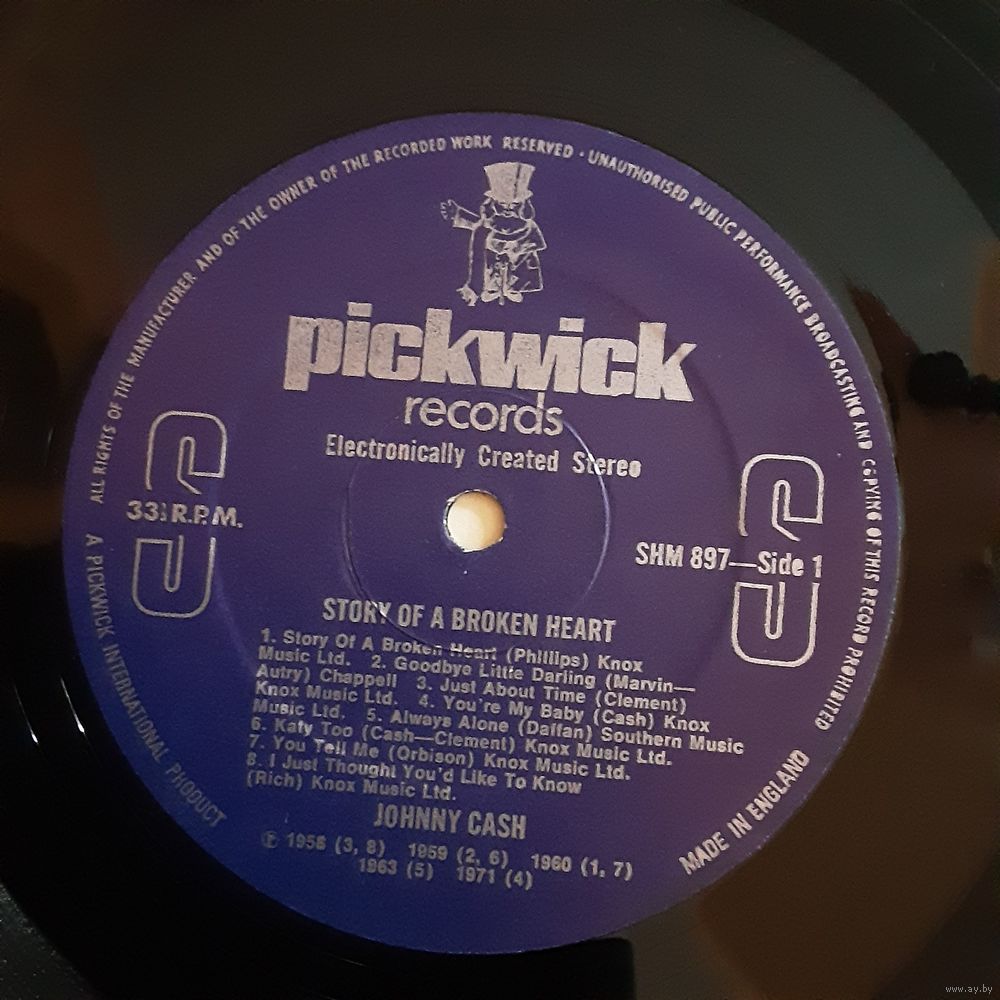 ALL RIGHTS OF THE MANUFACTURER AND OF THE OWNER OF THE RECORDED WORK RESERVED · UNAUTHORISED PUBLIC PERFORMANCE BROADCASTING AND COPYING OF THIS RECORD PROHIBITED
pickwick
records
Electronically Created Stereo
33⅓ R.P.M.
SHM 897—Side 1
STORY OF A BROKEN HEART
1. Story Of A Broken Heart (Phillips) Knox
Music Ltd. 2. Goodbye Little Darling (Marvin—
Autry) Chappell 3. Just About Time (Clement)
Knox Music Ltd. 4. You're My Baby (Cash) Knox
Music Ltd. 5. Always Alone (Daffan) Southern Music
6. Katy Too (Cash—Clement) Knox Music Ltd.
7. You Tell Me (Orbison) Knox Music Ltd.
8. I Just Thought You'd Like To Know
(Rich) Knox Music Ltd.
JOHNNY CASH
Ⓟ 1958 (3, 8) 1959 (2, 6) 1960 (1, 7)
1963 (5) 1971 (4)
A PICKWICK INTERNATIONAL PRODUCT
MADE IN ENGLAND
www.ay.by